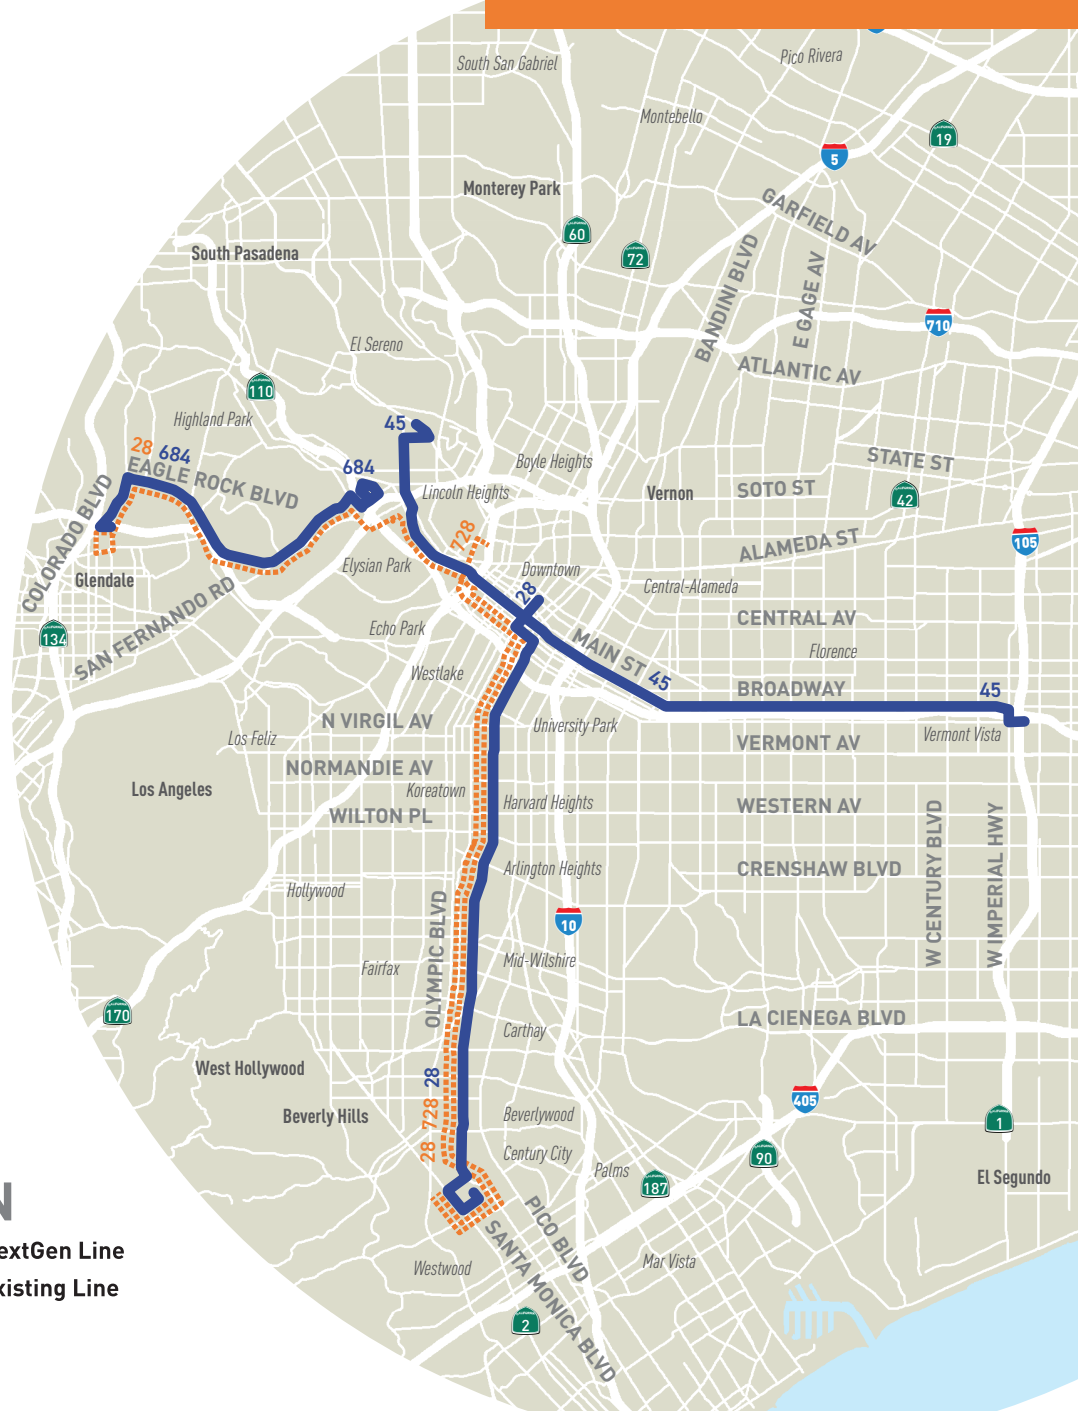 South San Gabriel
Pico Rivera
Montebello
19
5
Monterey Park
GARFIELD AV
60
72
South Pasadena
BANDINI BLVD
E GAGE AV
710
El Sereno
ATLANTIC AV
110
Highland Park
45
28 684
684
Boyle Heights
STATE ST
EAGLE ROCK BLVD
Lincoln Heights
Vernon
SOTO ST
42
COLORADO BLVD
728
ALAMEDA ST
105
Elysian Park
Downtown
Glendale
Central-Alameda
28
CENTRAL AV
SAN FERNANDO RD
134
Echo Park
MAIN ST 45
Florence
Westlake
BROADWAY
45
N VIRGIL AV
University Park
Vermont Vista
Los Feliz
VERMONT AV
NORMANDIE AV
Los Angeles
Koreatown
Harvard Heights
WESTERN AV
WILTON PL
W CENTURY BLVD
W IMPERIAL HWY
Arlington Heights
CRENSHAW BLVD
Hollywood
10
OLYMPIC BLVD
Fairfax
Mid-Wilshire
170
Carthay
LA CIENEGA BLVD
West Hollywood
28
405
Beverly Hills
28 728
Beverlywood
1
Century City
90
Palms
187
El Segundo
N
PICO BLVD
SANTA MONICA BLVD
extGen Line
Westwood
Mar Vista
xisting Line
2